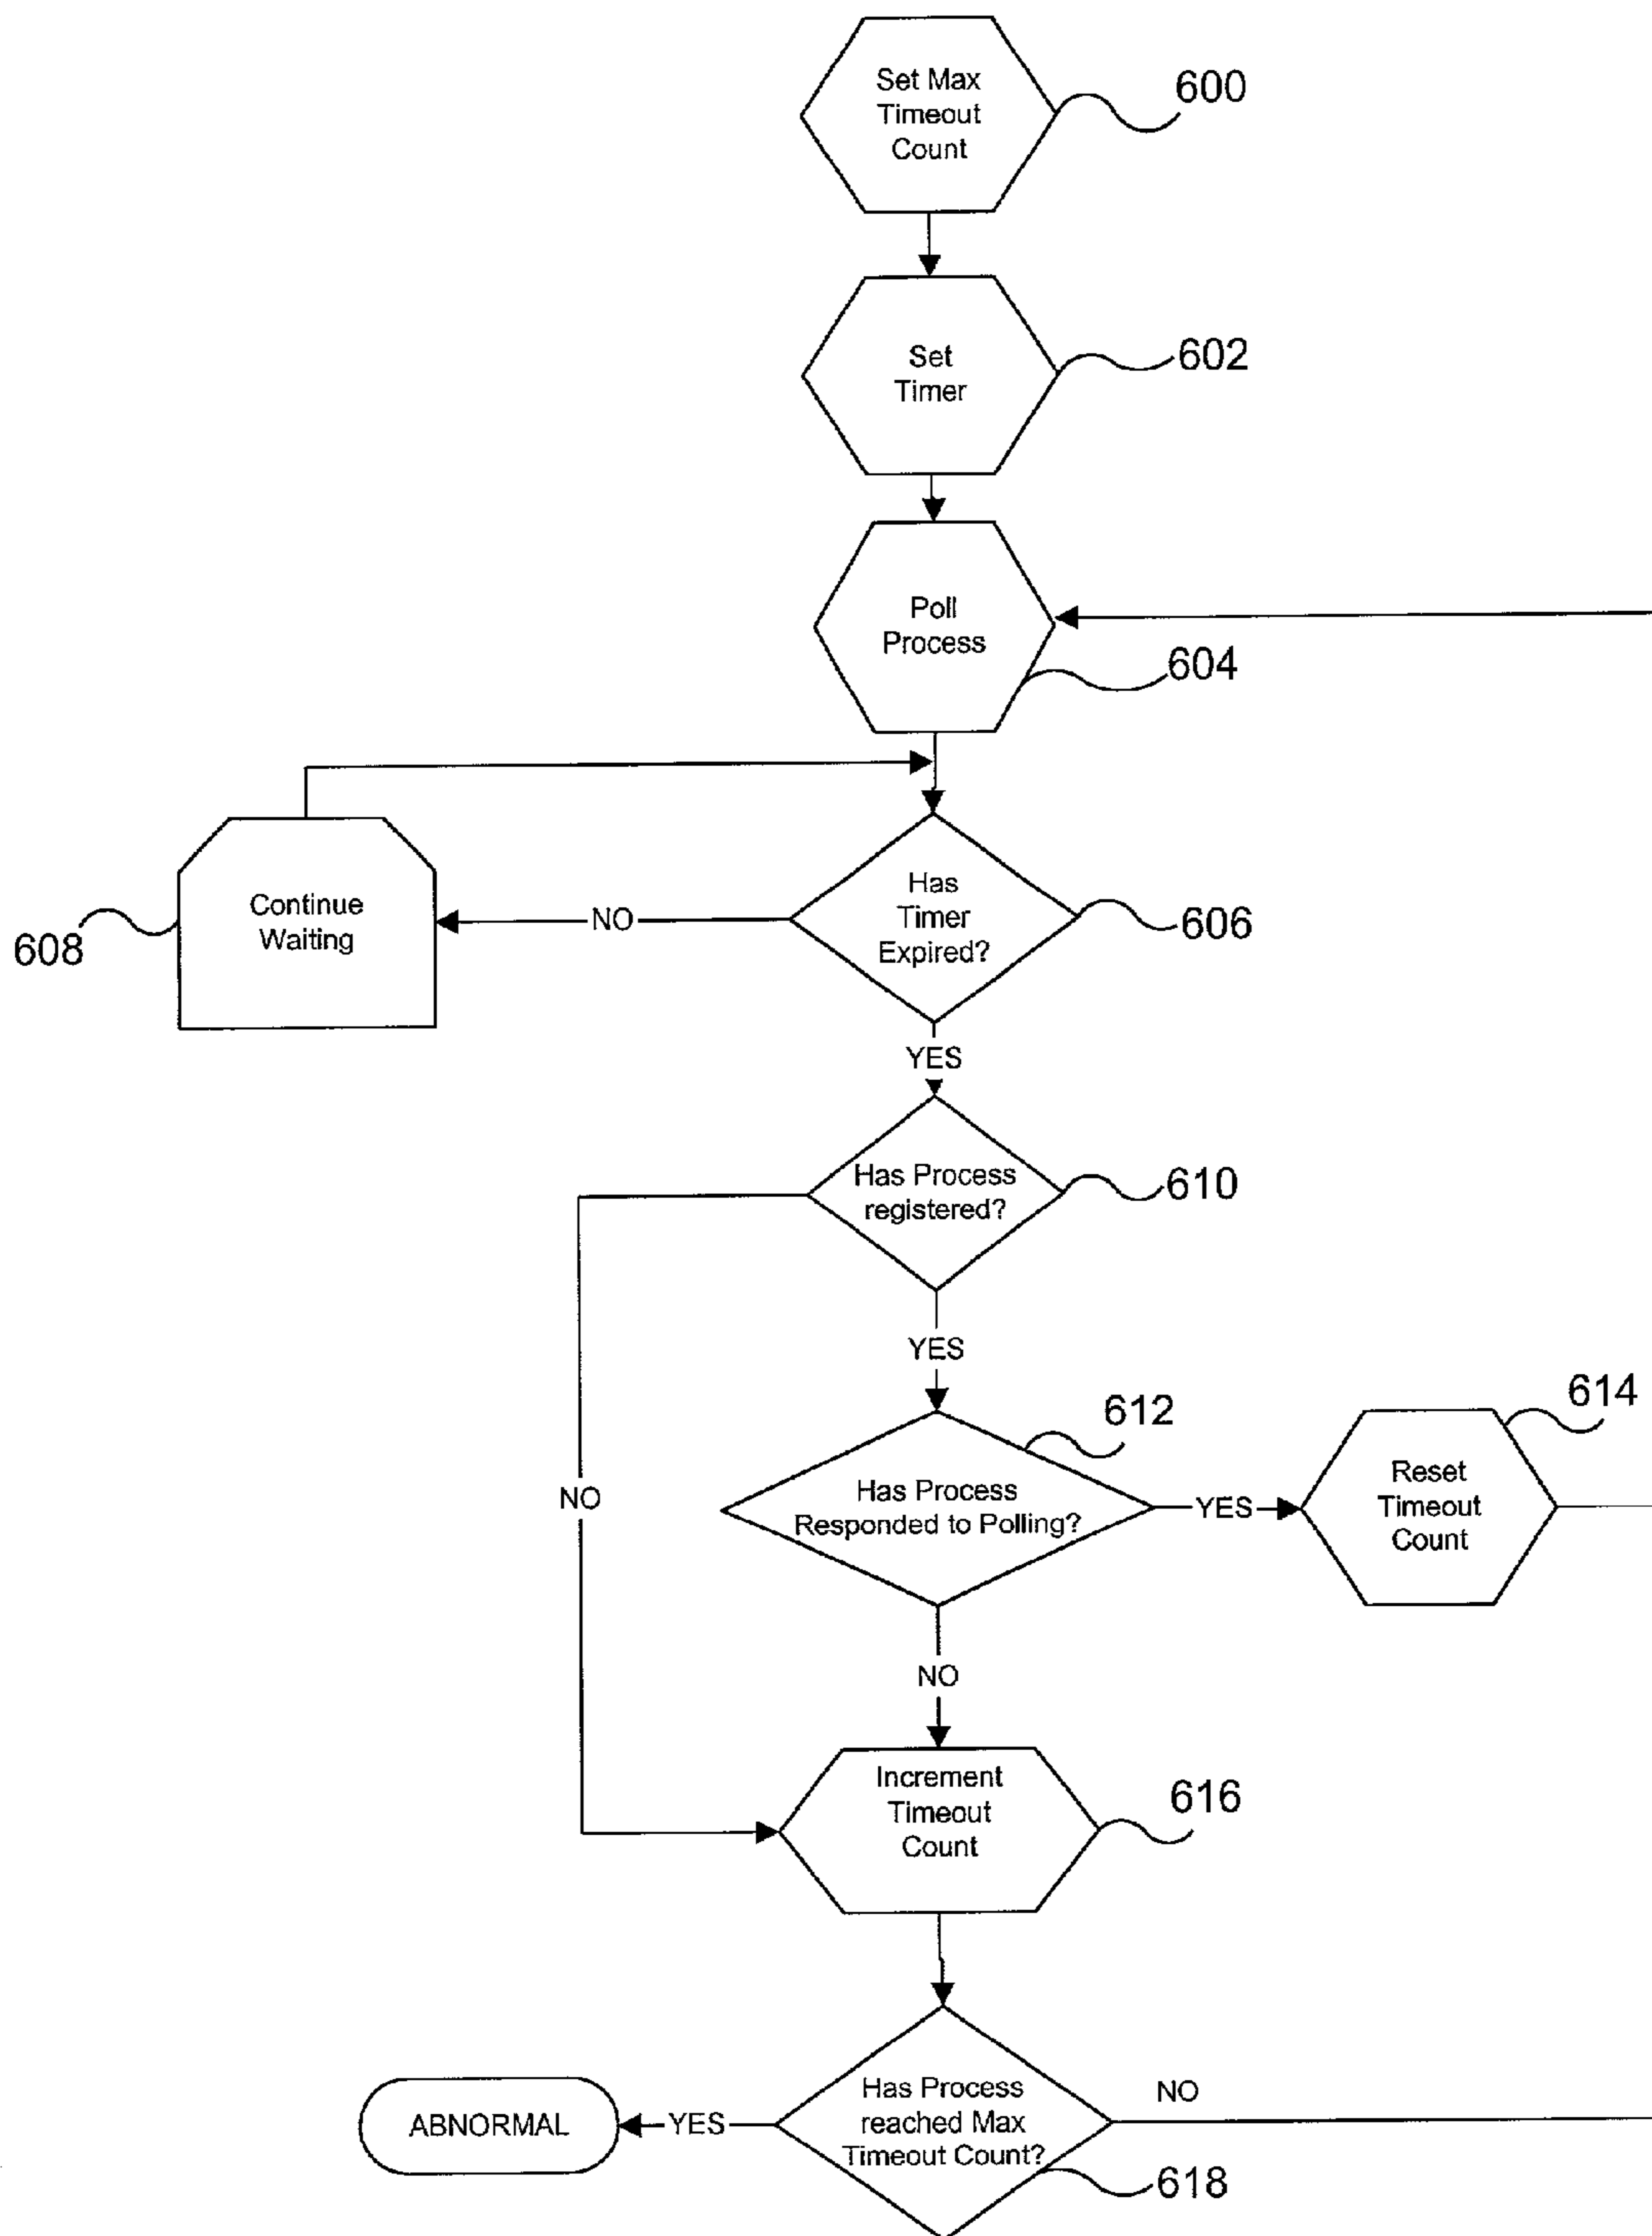 Set Max
Timeout
Count
600
Set
Timer
602
Poll
Process
604
Continue
Waiting
608
NO
Has
Timer
Expired?
606
YES
Has Process
registered?
610
NO
YES
612
Has Process
Responded to Polling?
YES
614
Reset
Timeout
Count
NO
Increment
Timeout
Count
616
ABNORMAL
YES
Has Process
reached Max
Timeout Count?
NO
618